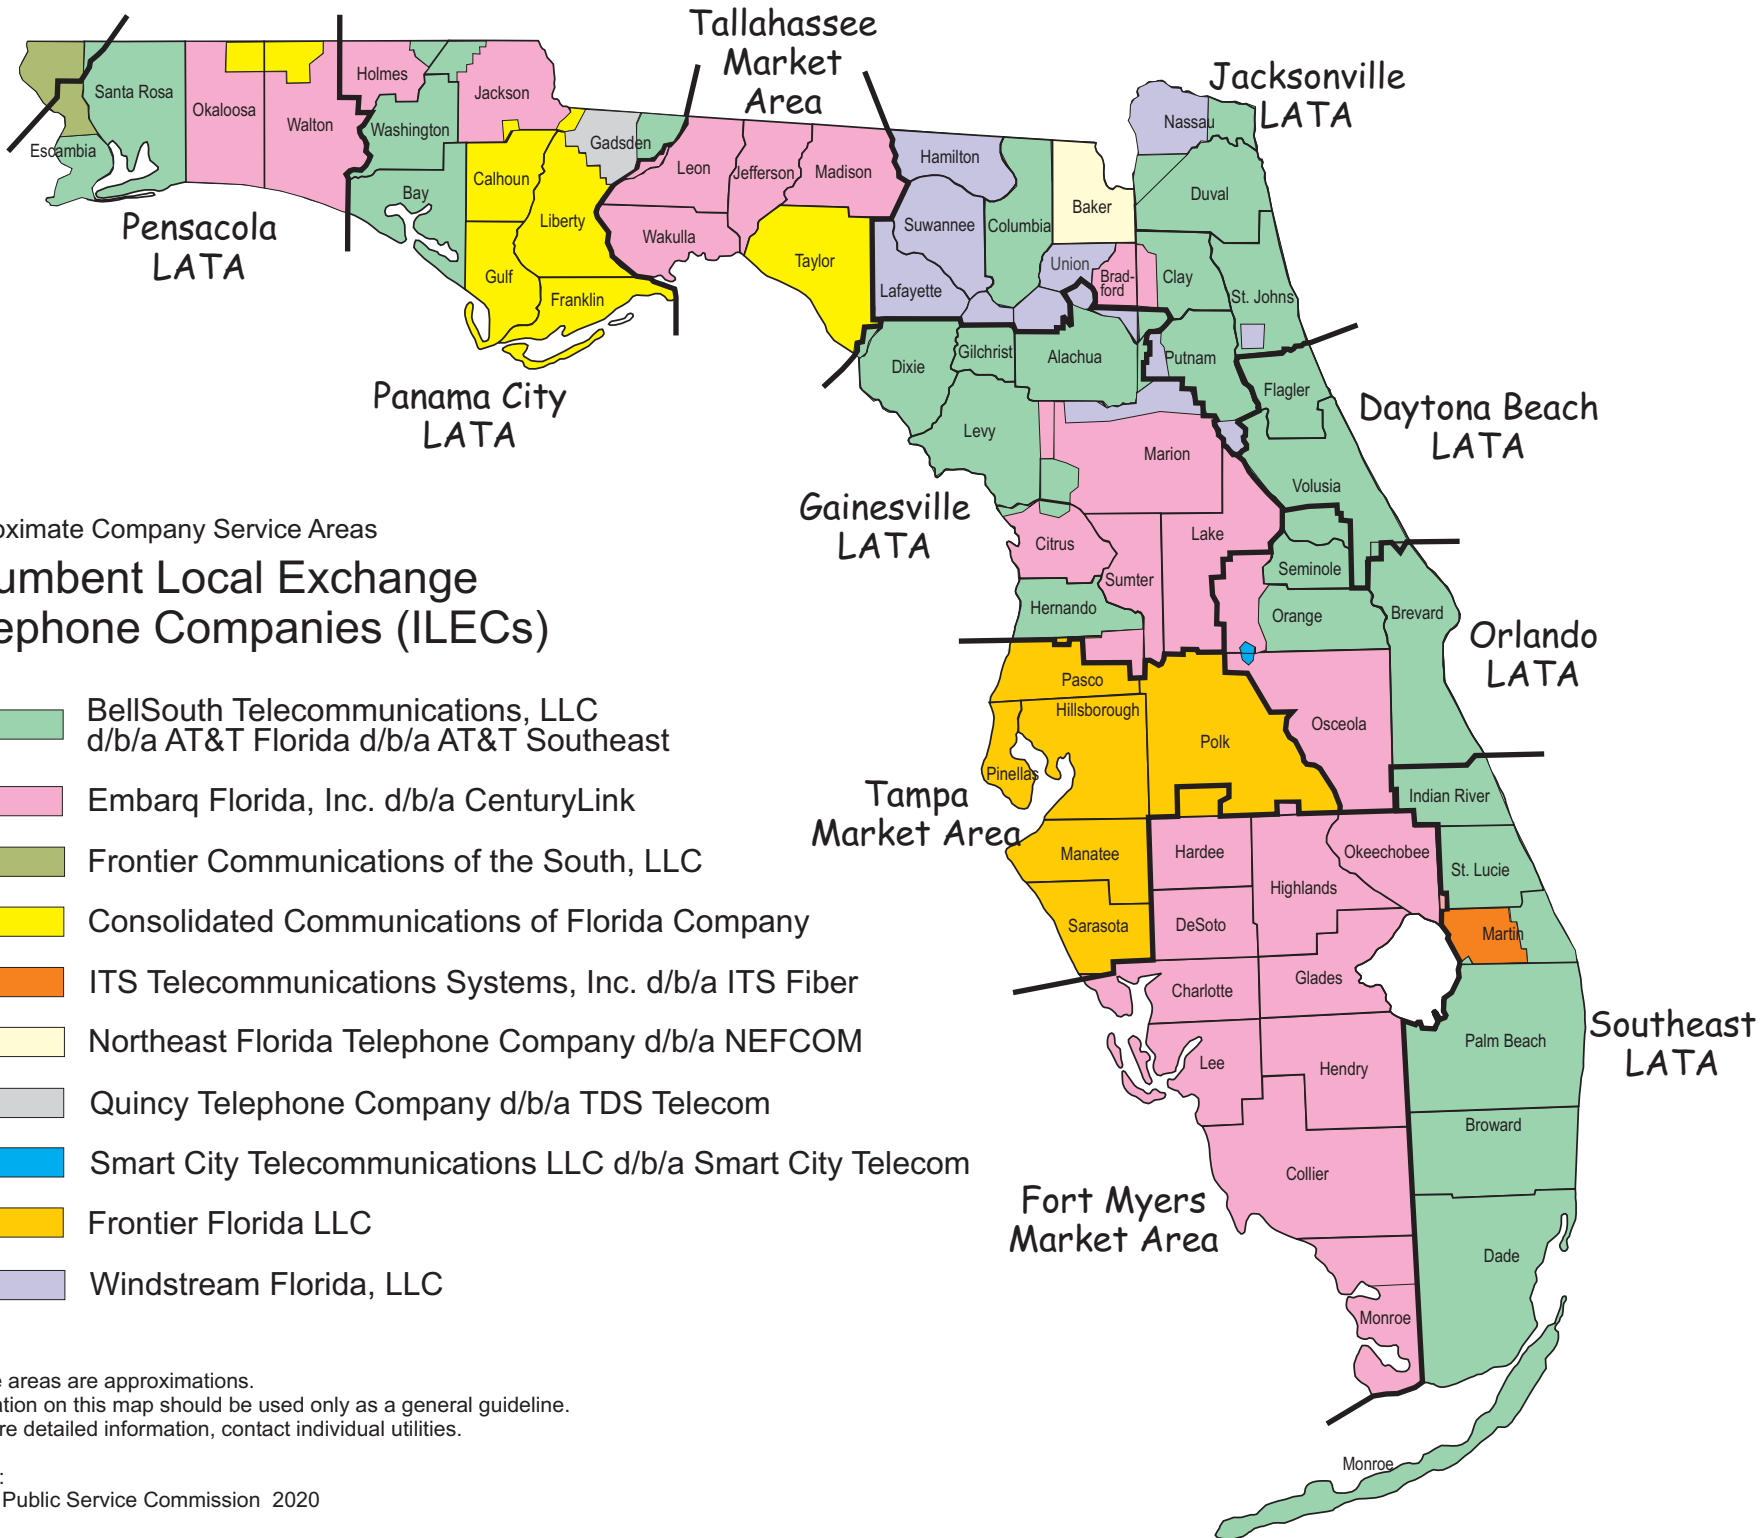 Tallahassee
Market
Area
Jacksonville
LATA
Holmes
Santa Rosa
Jackson
Okaloosa
Walton
Washington
Nassau
Escambia
Gadsden
Hamilton
Leon
Jefferson
Madison
Calhoun
Bay
Duval
Baker
Liberty
Suwannee
Columbia
Wakulla
Pensacola
LATA
Taylor
Union
Brad-
ford
Clay
Gulf
Lafayette
Franklin
St. Johns
Gilchrist
Alachua
Putnam
Dixie
Flagler
Panama City
LATA
Daytona Beach
LATA
Levy
Marion
Volusia
Gainesville
LATA
Lake
Citrus
Seminole
Sumter
Hernando
Orange
Brevard
Orlando
LATA
oximate Company Service Areas
umbent Local Exchange
ephone Companies (ILECs)
Pasco
Hillsborough
Osceola
Polk
Pinellas
Tampa
Market Area
Indian River
Manatee
Hardee
Okeechobee
St. Lucie
Highlands
Sarasota
DeSoto
Martin
Glades
Charlotte
Palm Beach
Southeast
LATA
Lee
Hendry
Broward
Collier
Fort Myers
Market Area
Dade
Monroe
Monroe
BellSouth Telecommunications, LLC
d/b/a AT&T Florida d/b/a AT&T Southeast
Embarq Florida, Inc. d/b/a CenturyLink
Frontier Communications of the South, LLC
Consolidated Communications of Florida Company
ITS Telecommunications Systems, Inc. d/b/a ITS Fiber
Northeast Florida Telephone Company d/b/a NEFCOM
Quincy Telephone Company d/b/a TDS Telecom
Smart City Telecommunications LLC d/b/a Smart City Telecom
Frontier Florida LLC
Windstream Florida, LLC
e areas are approximations.
ation on this map should be used only as a general guideline.
re detailed information, contact individual utilities.
:
Public Service Commission 2020